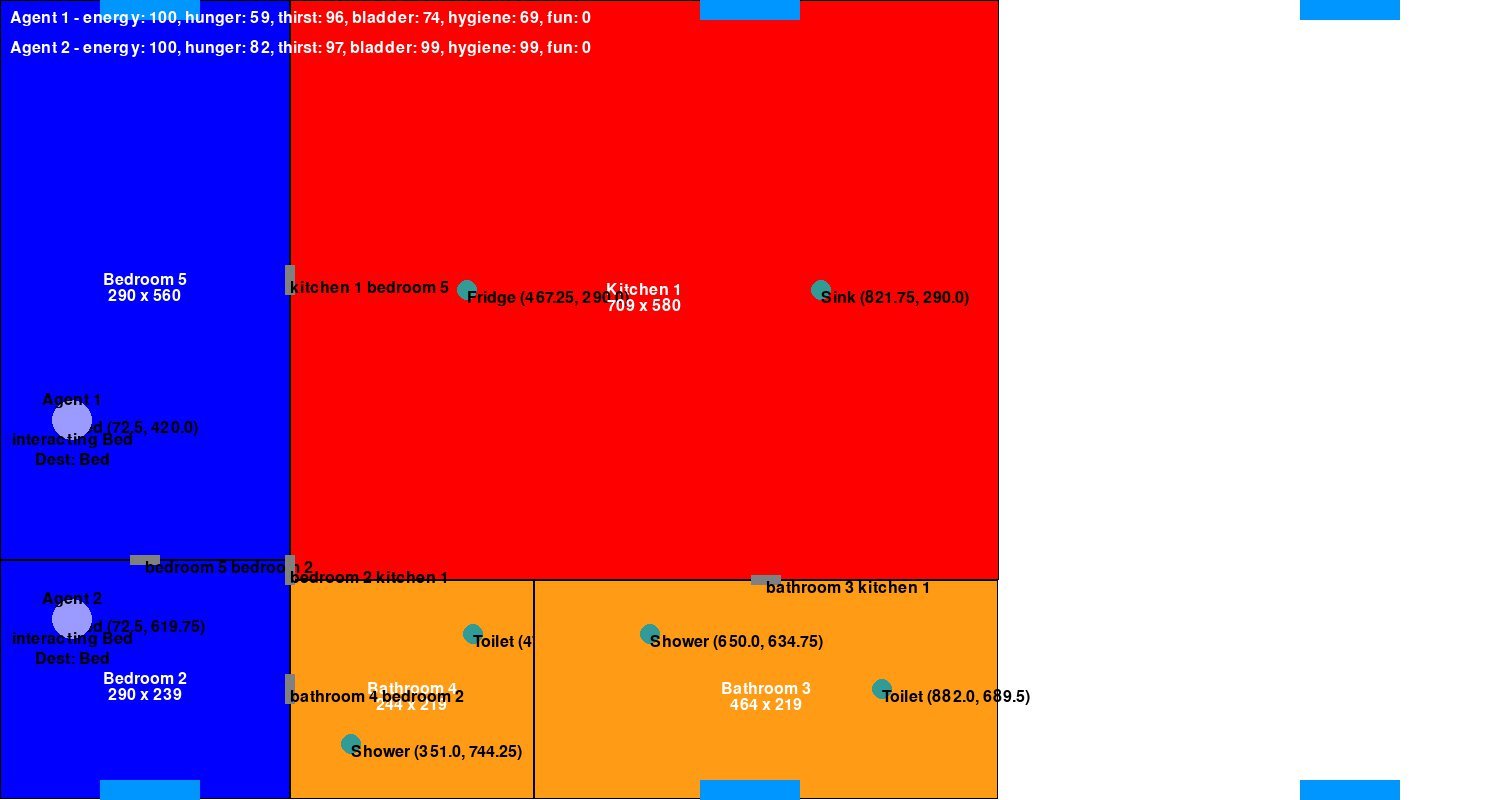 Agent 1 - energy: 100, hunger: 59, thirst: 96, bladder: 74, hygiene: 69, fun: 0
Agent 2 - energy: 100, hunger: 82, thirst: 97, bladder: 99, hygiene: 99, fun: 0
Bedroom 5
290 x 560
kitchen 1 bedroom 5
Fridge (467.25, 290.0)
Kitchen 1
709 x 580
Sink (821.75, 290.0)
Agent 1
d (72.5, 420.0)
interacting Bed
Dest: Bed
bedroom 5 bedroom 2
bedroom 2 kitchen 1
bathroom 3 kitchen 1
Agent 2
d (72.5, 619.75)
interacting Bed
Dest: Bed
Toilet (4
Shower (650.0, 634.75)
Bedroom 2
290 x 239
Bathroom 4
244 x 219
bathroom 4 bedroom 2
Bathroom 3
464 x 219
Toilet (882.0, 689.5)
Shower (351.0, 744.25)